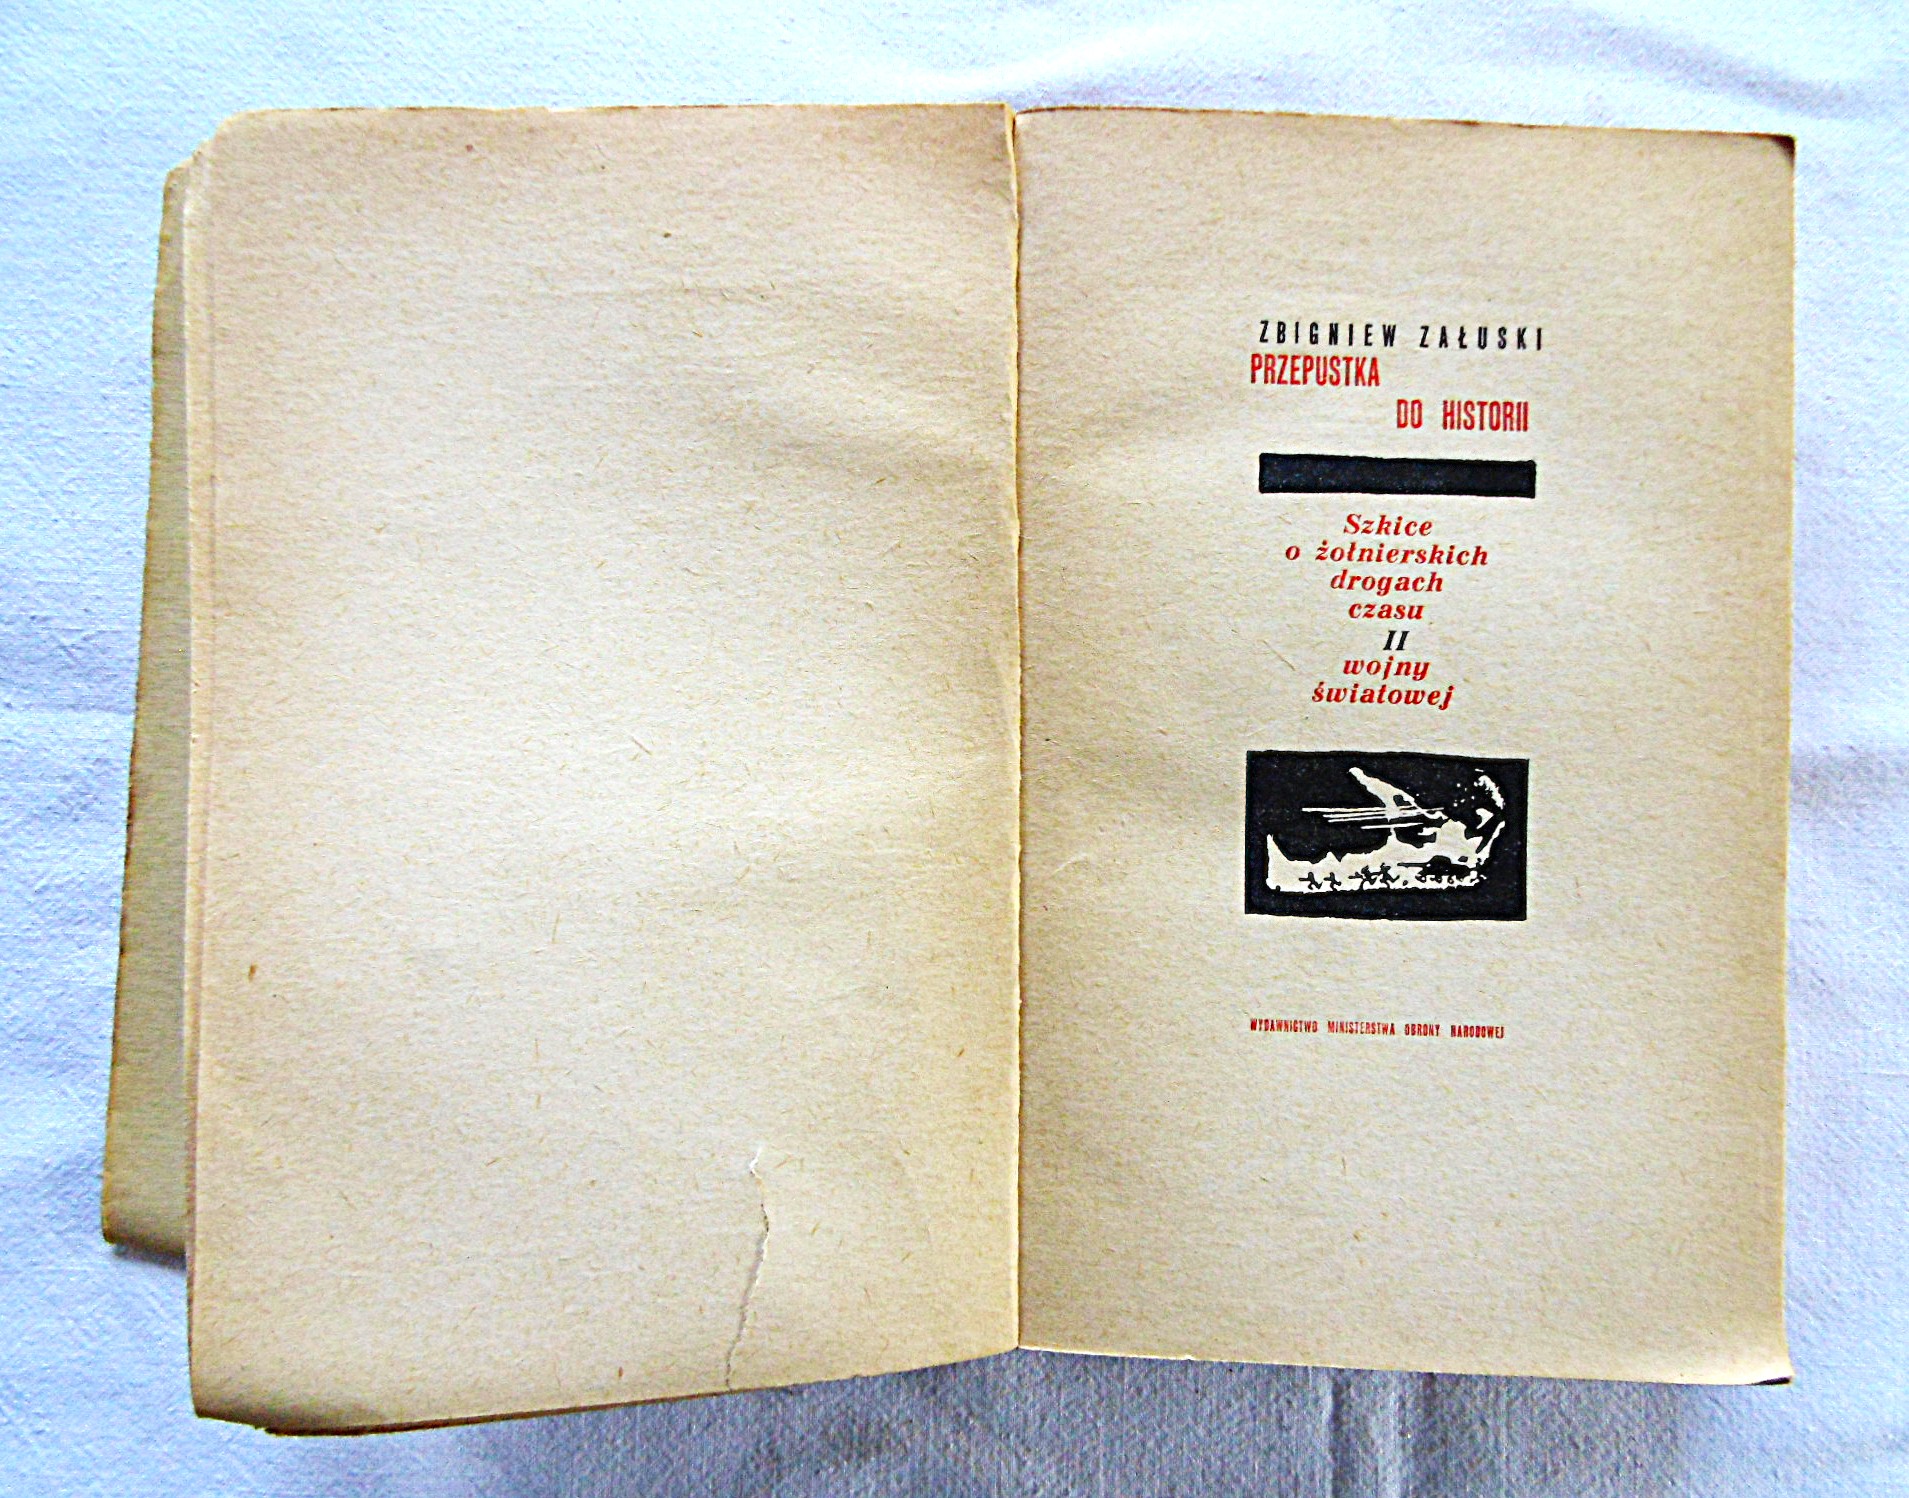 ZBIGNIEW ZAŁUSKI
PRZEPUSTKA
DO HISTORII
Szkice
o żołnierskich
drogach
czasu
II
wojny
światowej
WYDAWNICTWO MINISTERSTWA OBRONY NARODOWEJ